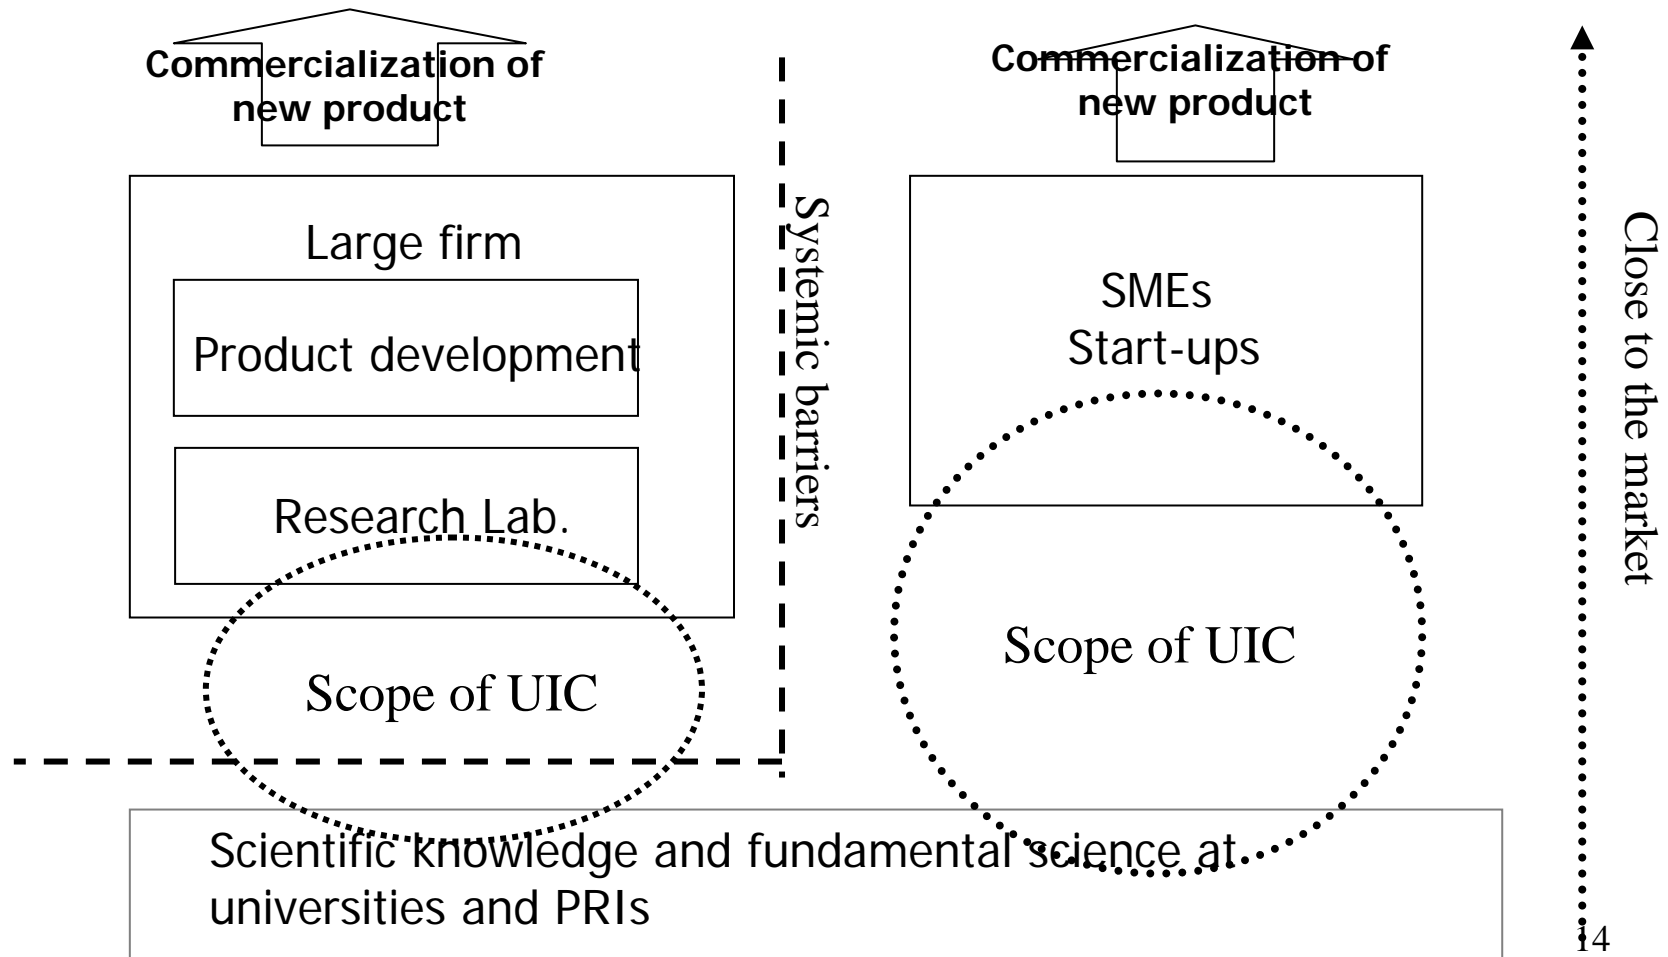 Commercialization of
new product
Commercialization of
new product
Large firm
Product development
Research Lab.
Scope of UIC
Systemic barriers
SMEs
Start-ups
Scope of UIC
Close to the market
Scientific knowledge and fundamental science at
universities and PRIs
14